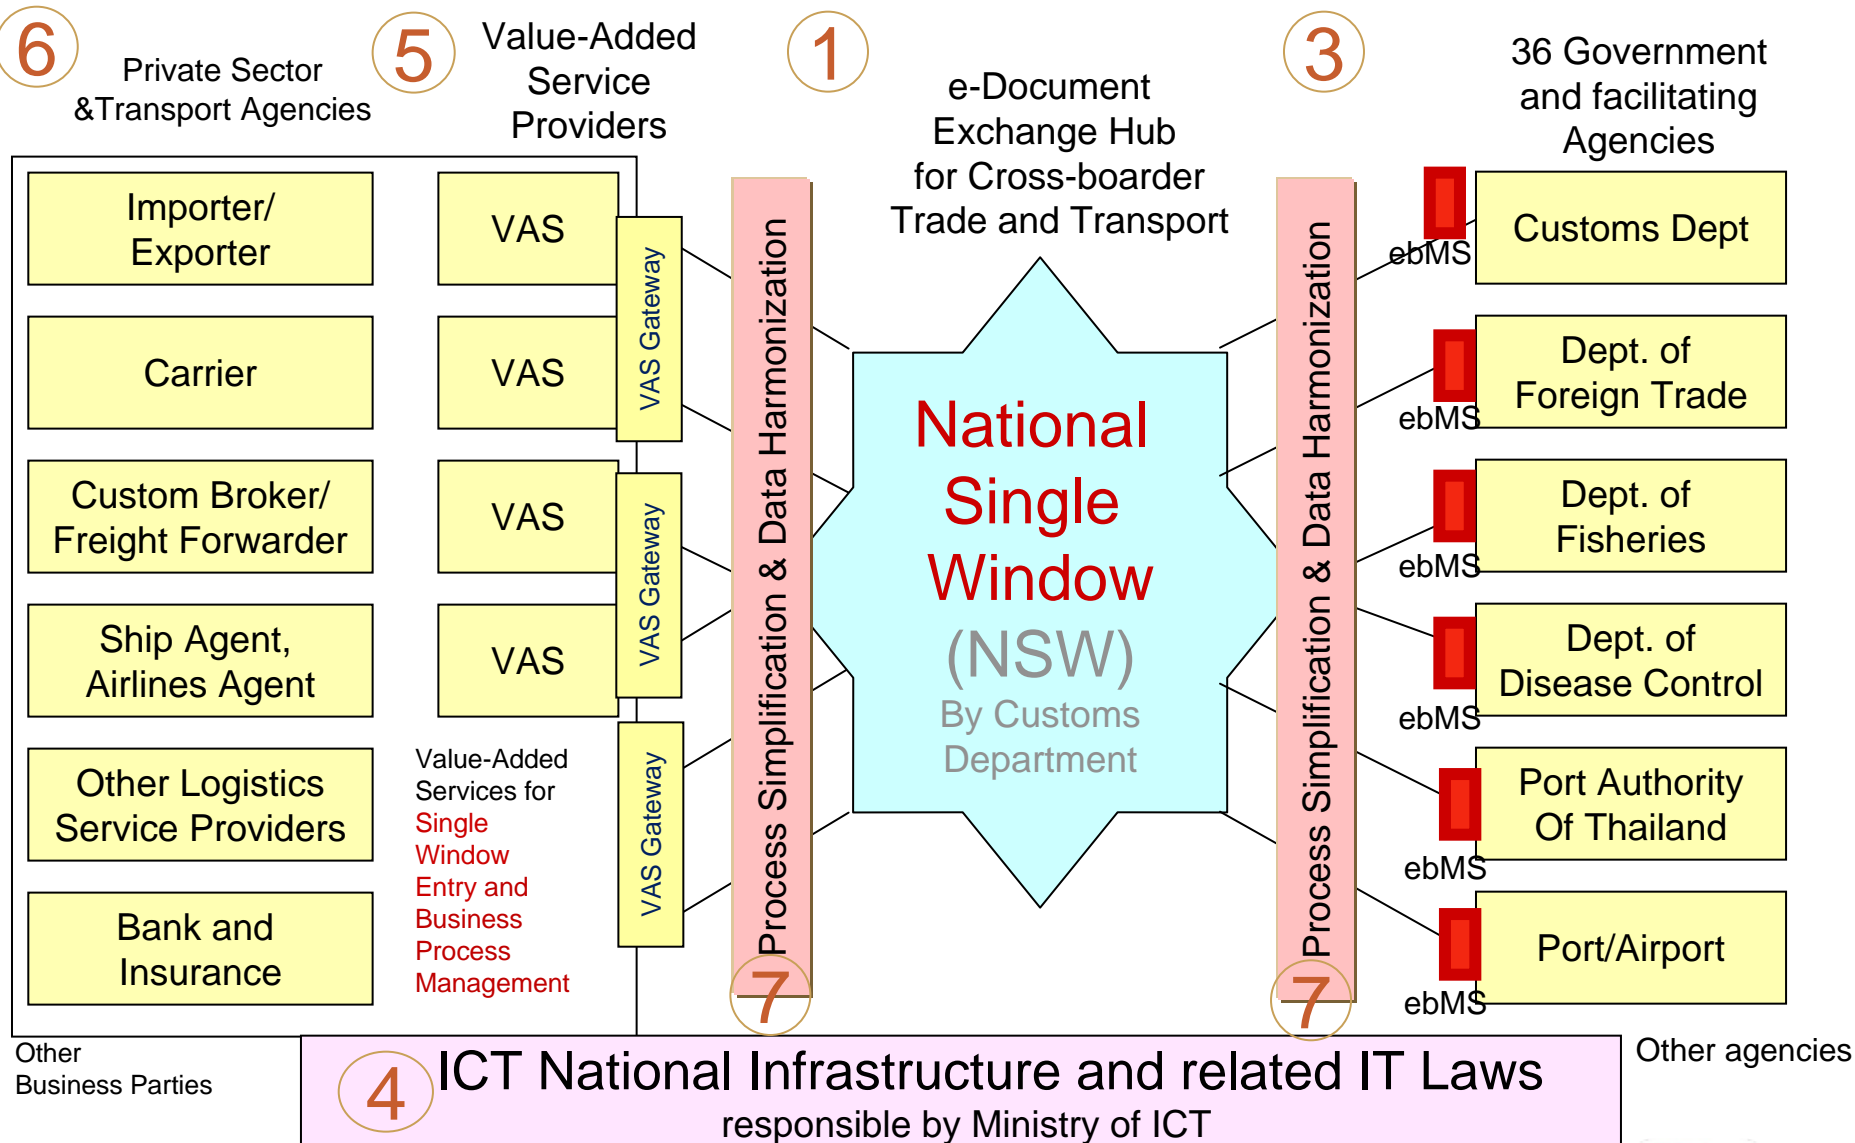 6
Private Sector
&Transport Agencies
5
Value-Added
Service
Providers
1
e-Document
Exchange Hub
for Cross-boarder
Trade and Transport
3
36 Government
and facilitating
Agencies
Importer/
Exporter
Carrier
Custom Broker/
Freight Forwarder
Ship Agent,
Airlines Agent
Other Logistics
Service Providers
Bank and
Insurance
Other
Business Parties
VAS
VAS
VAS
VAS
Value-Added
Services for
Single
Window
Entry and
Business
Process
Management
VAS Gateway
VAS Gateway
VAS Gateway
Process Simplification & Data Harmonization
7
National
Single
Window
(NSW)
By Customs
Department
Process Simplification & Data Harmonization
7
ebMS
Customs Dept
ebMS
Dept. of
Foreign Trade
ebMS
Dept. of
Fisheries
ebMS
Dept. of
Disease Control
ebMS
Port Authority
Of Thailand
ebMS
Port/Airport
Other agencies
4
ICT National Infrastructure and related IT Laws
responsible by Ministry of ICT